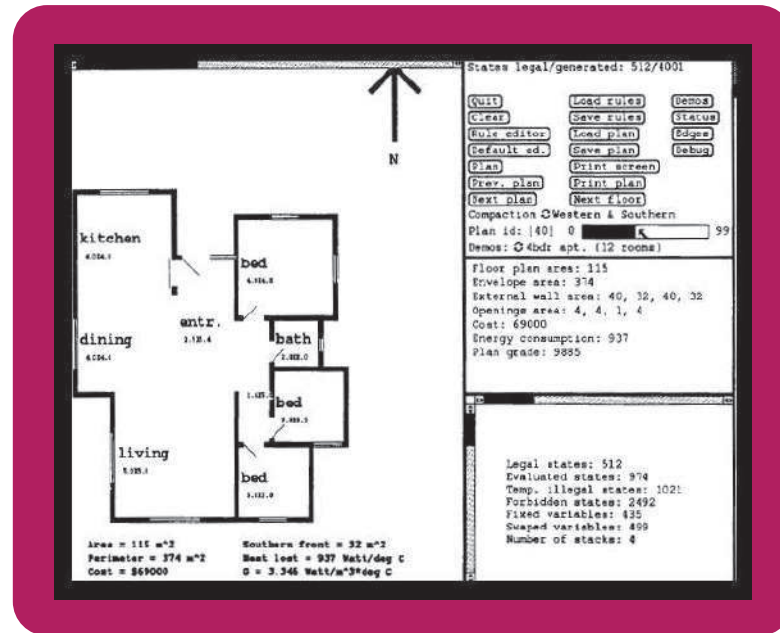 States legal/generated: 512/4001
Quit Load rules Demos
Clear Save rules Status
Rule editor Load plan Edges
Default ed. Save plan Debug
Plan Print screen
Prev. plan Print plan
Next plan Next floor
Compaction Western & Southern
Plan id: [40] 0 99
Demos: 4bdr apt. (12 rooms)
N
kitchen
bed
entr.
dining
bath
bed
living
bed
Area = 115 m^2 Southern front = 32 m^2
Perimeter = 374 m^2 Heat lost = 937 Watt/deg C
Cost = $69000 G = 3.346 Watt/m^3*deg C
Floor plan area: 115
Envelope area: 374
External wall area: 40, 32, 40, 32
Openings area: 4, 4, 1, 4
Cost: 69000
Energy consumption: 937
Plan grade: 9885
Legal states: 512
Evaluated states: 974
Temp. illegal states: 1021
Forbidden states: 2492
Fixed variables: 435
Swaped variables: 499
Number of stacks: 4